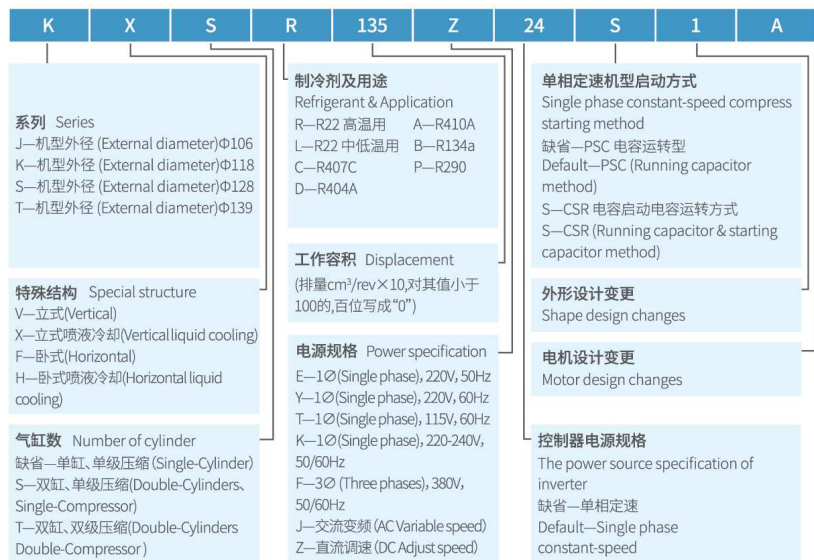 K X S R 135 Z 24 S 1 A
系列 Series
J—机型外径 (External diameter)Φ106
K—机型外径 (External diameter)Φ118
S—机型外径 (External diameter)Φ128
T—机型外径 (External diameter)Φ139
特殊结构 Special structure
V—立式(Vertical)
X—立式喷液冷却(Vertical liquid cooling)
F—卧式(Horizontal)
H—卧式喷液冷却(Horizontal liquid
cooling)
气缸数 Number of cylinder
缺省—单缸、单级压缩(Single-Cylinder)
S—双缸、单级压缩(Double-Cylinders、
Single-Compressor)
T—双缸、双级压缩(Double-Cylinders
Double-Compressor)
制冷剂及用途
Refrigerant & Application
R—R22 高温用 A—R410A
L—R22 中低温用 B—R134a
C—R407C P—R290
D—R404A
工作容积 Displacement
(排量cm³/rev×10,对其值小于
100的,百位写成“0”)
电源规格 Power specification
E—1∅(Single phase), 220V, 50Hz
Y—1∅(Single phase), 220V, 60Hz
T—1∅(Single phase), 115V, 60Hz
K—1∅(Single phase), 220-240V,
50/60Hz
F—3∅ (Three phases), 380V,
50/60Hz
J—交流变频 (AC Variable speed)
Z—直流调速 (DC Adjust speed)
单相定速机型启动方式
Single phase constant-speed compress
starting method
缺省—PSC 电容运转型
Default—PSC (Running capacitor
method)
S—CSR 电容启动电容运转方式
S—CSR (Running capacitor & starting
capacitor method)
外形设计变更
Shape design changes
电机设计变更
Motor design changes
控制器电源规格
The power source specification of
inverter
缺省—单相定速
Default—Single phase
constant-speed